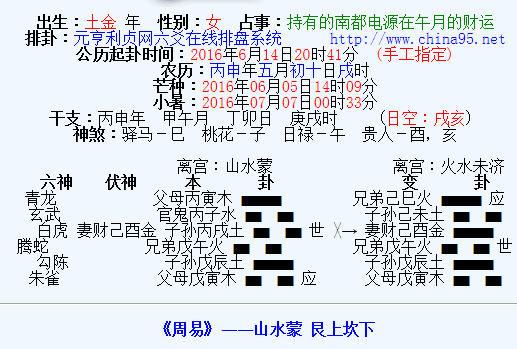 出生：土金 年  性别：女  占事：持有的南都电源在午月的财运
排卦：元亨利贞网六爻在线排盘系统    http://www.china95.net
公历起卦时间：2016年6月14日20时41分 （手工指定）
农历：丙申年五月初十日戌时
芒种：2016年06月05日14时09分
小暑：2016年07月07日00时33分
干支：丙申年 甲午月 丁卯日 庚戌时  （日空：戌亥）
神煞：驿马－巳 桃花－子 日禄－午 贵人－酉，亥
离宫：山水蒙    离宫：火水未济
六神  伏神  本  卦  变  卦
青龙  父母丙寅木  兄弟己巳火  应
玄武  官鬼丙子水  子孙己未土
白虎 妻财己酉金 子孙丙戌土  世 ╳→ 妻财己酉金
腾蛇  兄弟戊午火  兄弟戊午火  世
勾陈  子孙戊辰土  子孙戊辰土
朱雀  父母戊寅木  应  父母戊寅木
《周易》——山水蒙 艮上坎下